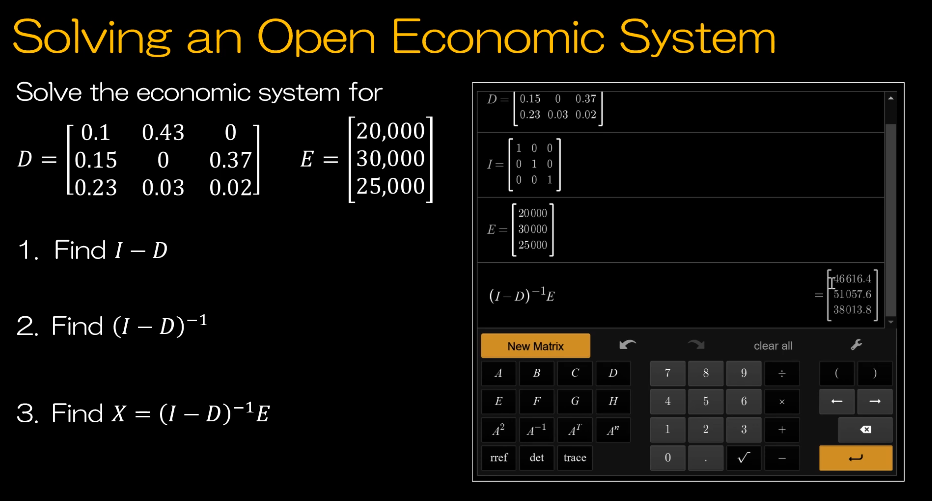 Solving an Open Economic System
Solve the economic system for
D = [ 0.1 0.43 0
0.15 0 0.37
0.23 0.03 0.02 ]
E = [ 20,000
30,000
25,000 ]
1. Find I − D
2. Find (I − D)⁻¹
3. Find X = (I − D)⁻¹E
D = 0.15 0 0.37
0.23 0.03 0.02
I = 1 0 0
0 1 0
0 0 1
E = 20000
30000
25000
(I − D)⁻¹E
= 46616.4
51057.6
38013.8
New Matrix clear all
A B C D 7 8 9 ÷ ( )
E F G H 4 5 6 × ← →
A² A⁻¹ Aᵀ Aⁿ 1 2 3 +
rref det trace 0 . √ −